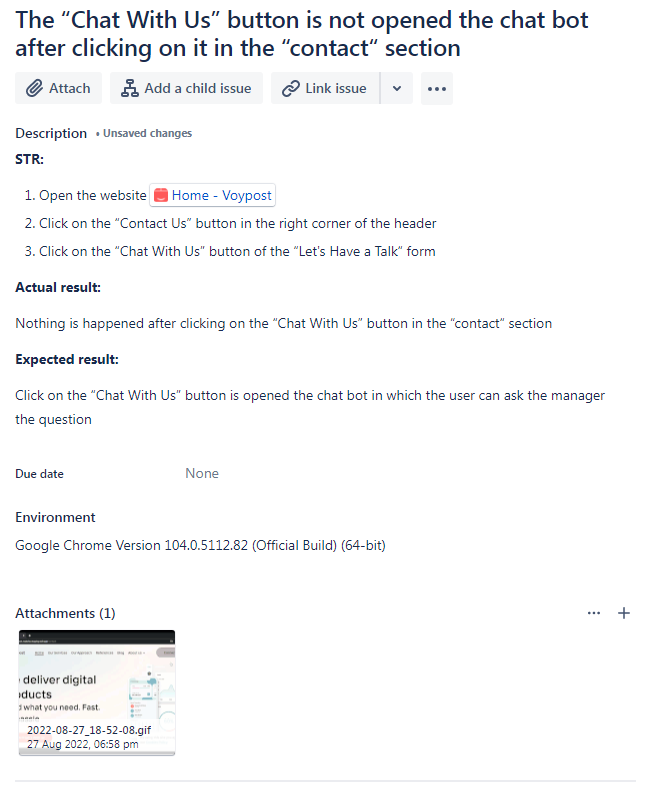 The “Chat With Us” button is not opened the chat bot
after clicking on it in the “contact“ section
Attach
Add a child issue
Link issue
Description • Unsaved changes
STR:
1. Open the website Home - Voypost
2. Click on the “Contact Us” button in the right corner of the header
3. Click on the “Chat With Us” button of the “Let’s Have a Talk” form
Actual result:
Nothing is happened after clicking on the “Chat With Us” button in the “contact” section
Expected result:
Click on the “Chat With Us” button is opened the chat bot in which the user can ask the manager
the question
Due date None
Environment
Google Chrome Version 104.0.5112.82 (Official Build) (64-bit)
Attachments (1)
deliver digital
d what you need. Fast.
2022-08-27_18-52-08.gif
27 Aug 2022, 06:58 pm